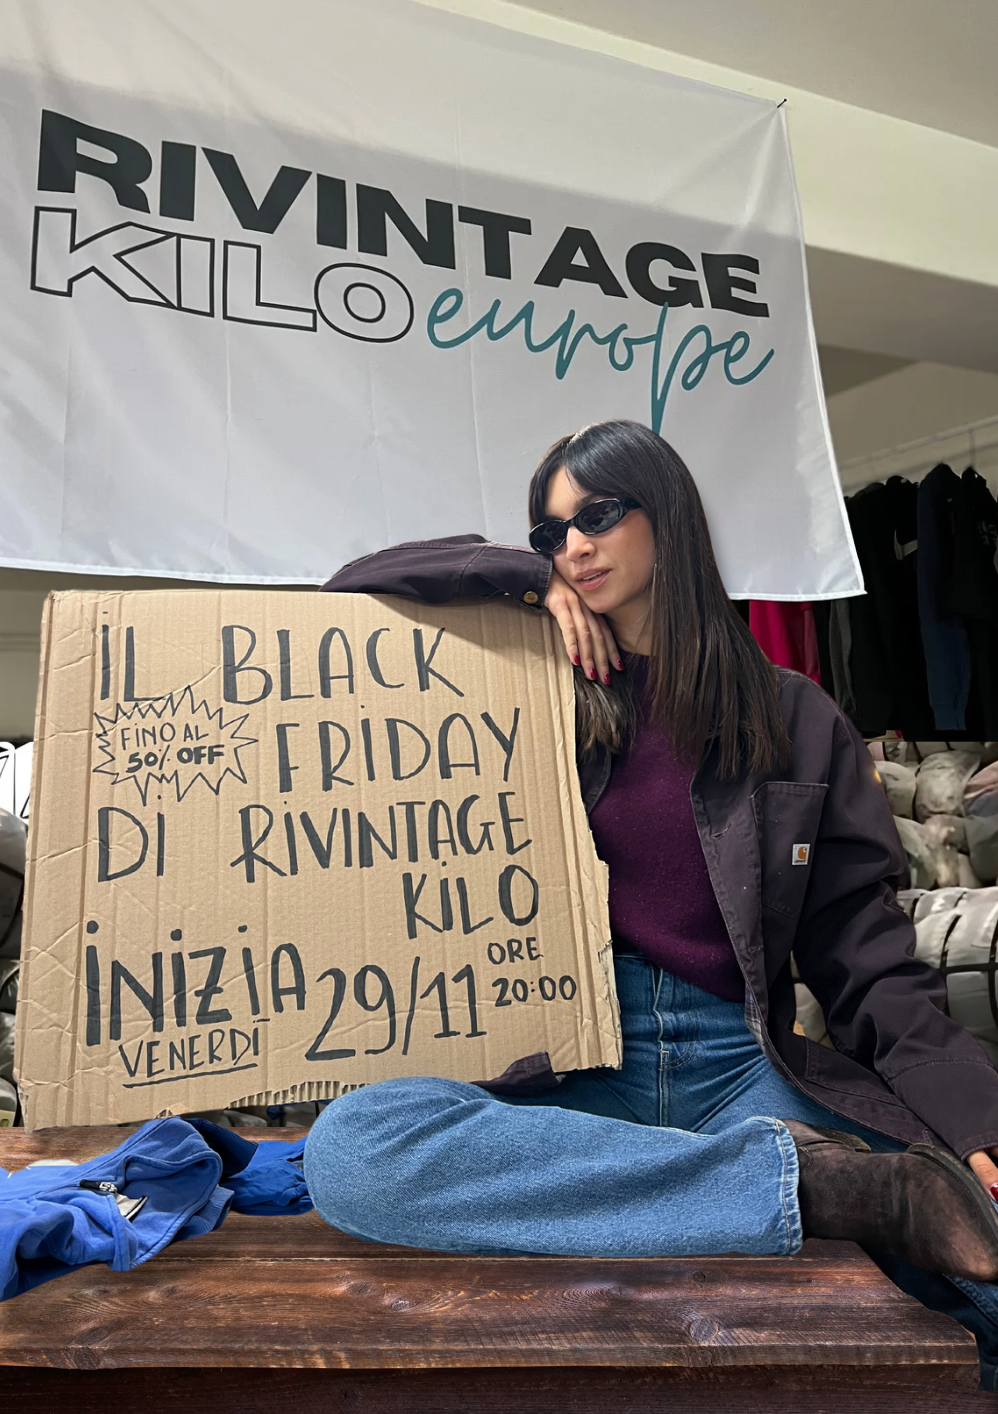 RIVINTAGE
KILO europe
IL BLACK
FINO AL
50% OFF
FRIDAY
DI RIVINTAGE
KILO
INIZIA 29/11 ORE 20:00
VENERDÌ